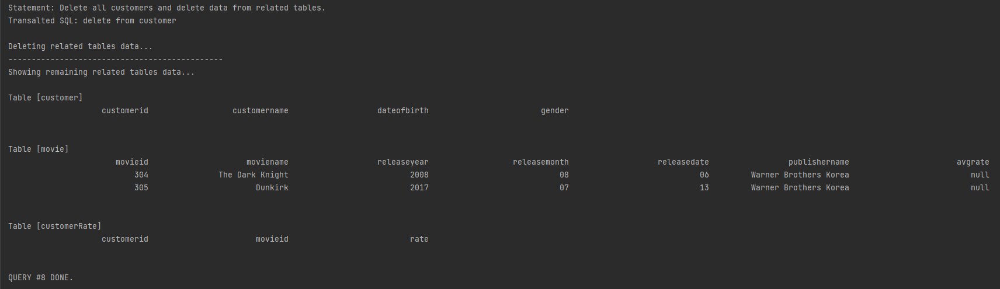 Statement: Delete all customers and delete data from related tables.
Transalted SQL: delete from customer
Deleting related tables data...
----------------------------------------------
Showing remaining related tables data...
Table [customer]
customerid customername dateofbirth gender
Table [movie]
movieid moviename releaseyear releasemonth releasedate publishername avgrate
304 The Dark Knight 2008 08 06 Warner Brothers Korea null
305 Dunkirk 2017 07 13 Warner Brothers Korea null
Table [customerRate]
customerid movieid rate
QUERY #8 DONE.